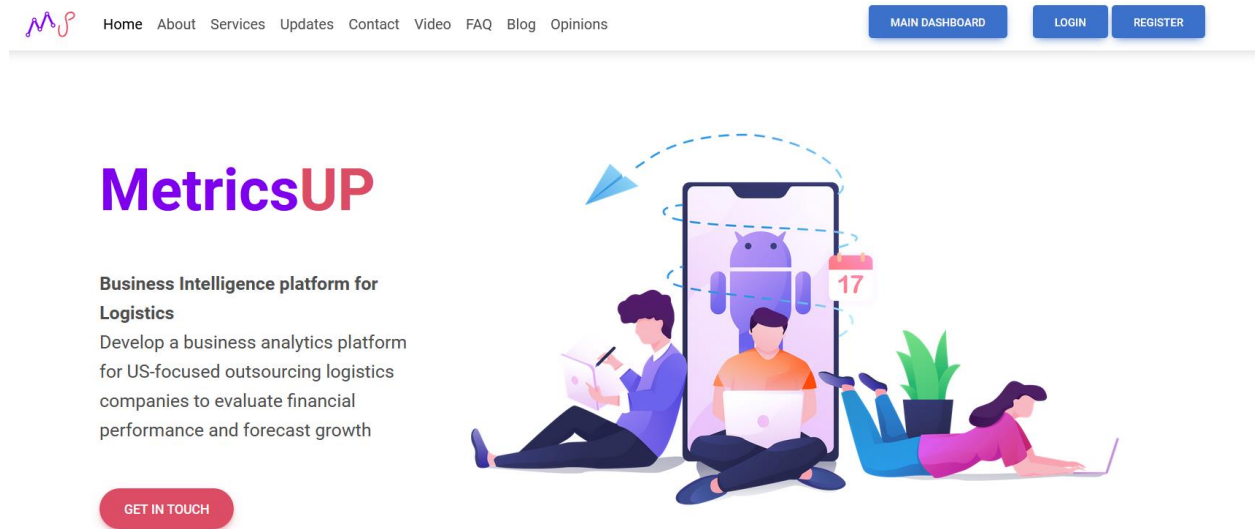 Home About Services Updates Contact Video FAQ Blog Opinions MAIN DASHBOARD LOGIN REGISTER
MetricsUP
Business Intelligence platform for
Logistics
Develop a business analytics platform
for US-focused outsourcing logistics
companies to evaluate financial
performance and forecast growth
17
GET IN TOUCH